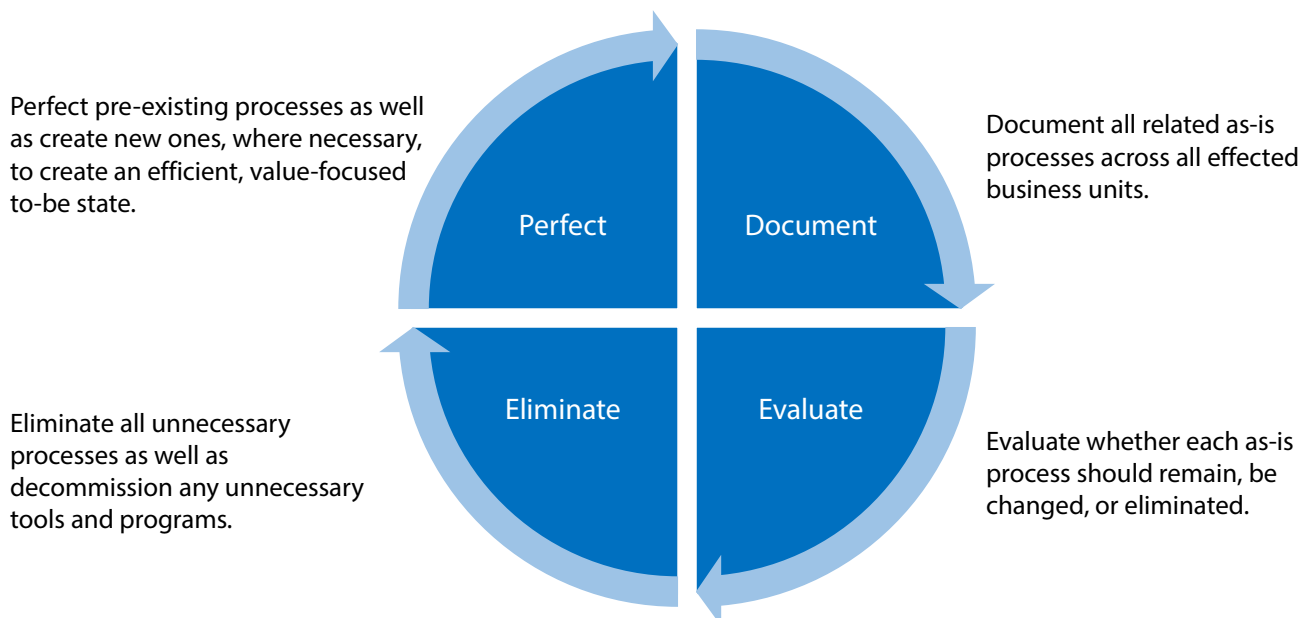 Perfect pre-existing processes as well
as create new ones, where necessary,
to create an efficient, value-focused
to-be state.
Perfect
Document
Document all related as-is
processes across all effected
business units.
Eliminate all unnecessary
processes as well as
decommission any unnecessary
tools and programs.
Eliminate
Evaluate
Evaluate whether each as-is
process should remain, be
changed, or eliminated.